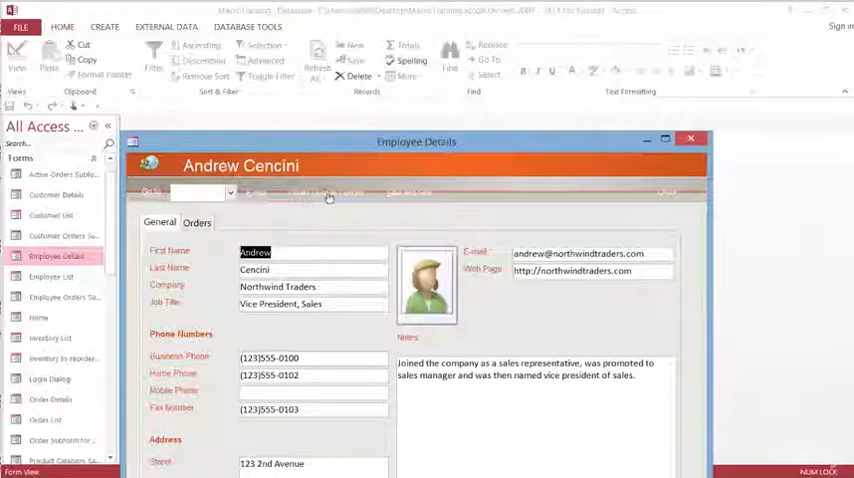 FILE HOME CREATE EXTERNAL DATA DATABASE TOOLS
Sign in
View Paste Cut Copy Format Painter
Filter Ascending Descending Remove Sort Selection Advanced Toggle Filter
Refresh All New Save Delete Totals Spelling More
Find Replace Go To Select
Views Clipboard Sort & Filter Records Find Text Formatting
All Access ...
Search...
Forms
Active Orders Subfo...
Customer Details
Customer List
Customer Orders Su...
Employee Details
Employee List
Employee Orders Su...
Home
Inventory List
Inventory to reorder...
Login Dialog
Order Details
Order List
Order Subform for ...
Product Category Su...
Employee Details
Andrew Cencini
Go to
General Orders
First Name Andrew
Last Name Cencini
Company Northwind Traders
Job Title Vice President, Sales
E-mail andrew@northwindtraders.com
Web Page http://northwindtraders.com
Phone Numbers
Notes
Business Phone (123)555-0100
Home Phone (123)555-0102
Mobile Phone
Fax Number (123)555-0103
Joined the company as a sales representative, was promoted to
sales manager and was then named vice president of sales.
Address
Street 123 2nd Avenue
Form View
NUM LOCK